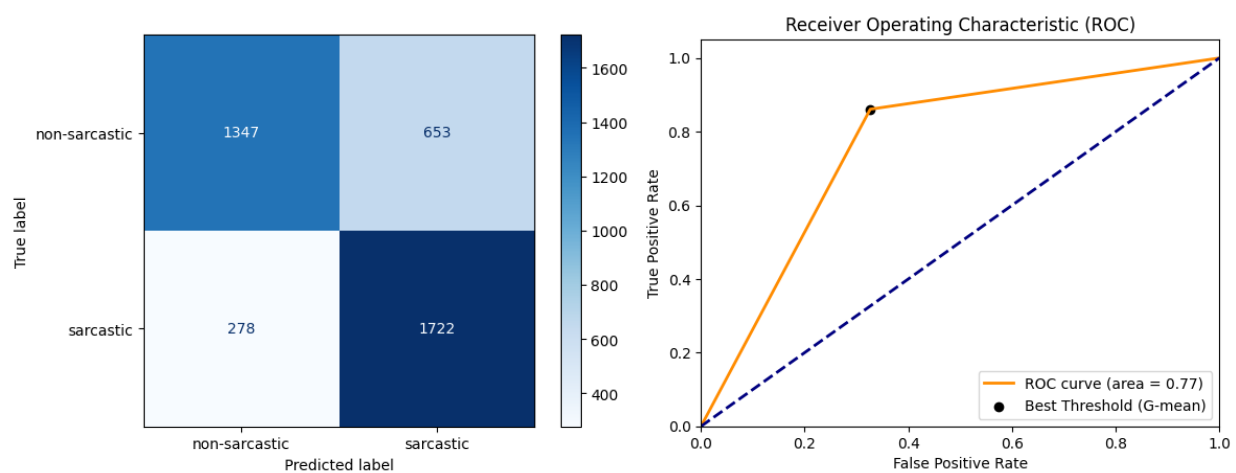 non-sarcastic
sarcastic
True label
1347
653
278
1722
non-sarcastic
sarcastic
Predicted label
1600
1400
1200
1000
800
600
400
Receiver Operating Characteristic (ROC)
True Positive Rate
1.0
0.8
0.6
0.4
0.2
0.0
ROC curve (area = 0.77)
Best Threshold (G-mean)
0.0
0.2
0.4
0.6
0.8
1.0
False Positive Rate